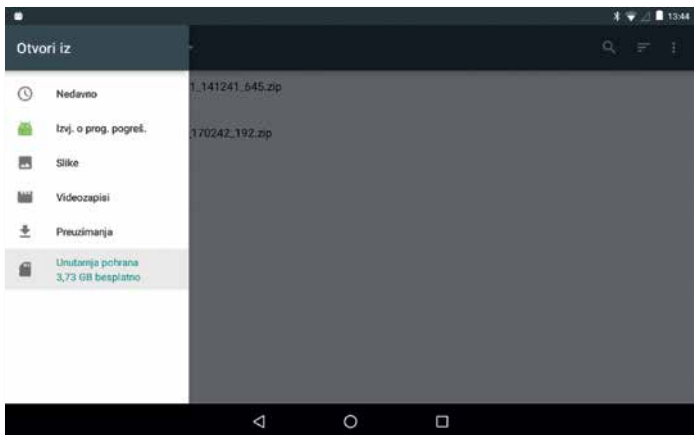 13:44
Otvori iz
Nedavno
1_141241_645.zip
Izvj. o prog. pogreš.
_170242_192.zip
Slike
Videozapisi
Preuzimanja
Unutarnja pohrana
3,73 GB besplatno